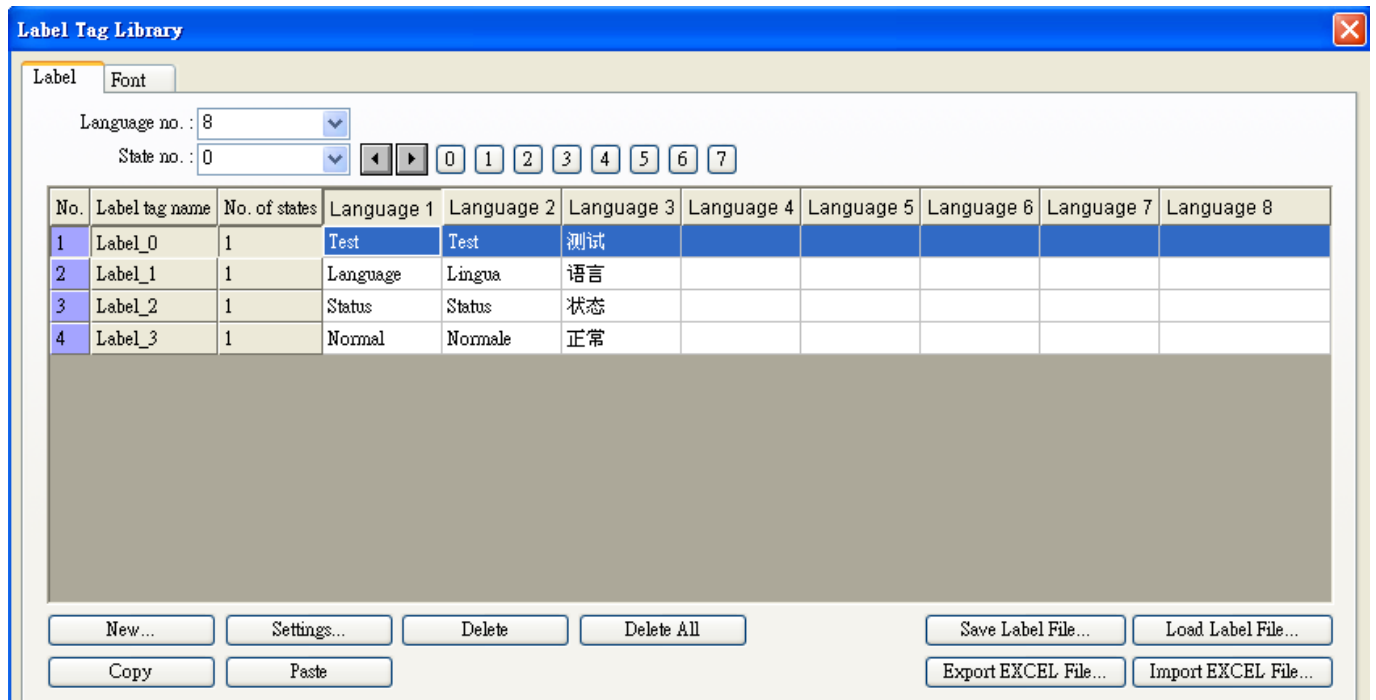 Label Tag Library
Label Font
Language no. : 8
State no. : 0 0 1 2 3 4 5 6 7
No. Label tag name No. of states Language 1 Language 2 Language 3 Language 4 Language 5 Language 6 Language 7 Language 8
1 Label_0 1 Test Test 测试
2 Label_1 1 Language Lingua 语言
3 Label_2 1 Status Status 状态
4 Label_3 1 Normal Normale 正常
New... Settings... Delete Delete All Save Label File... Load Label File...
Copy Paste Export EXCEL File... Import EXCEL File...